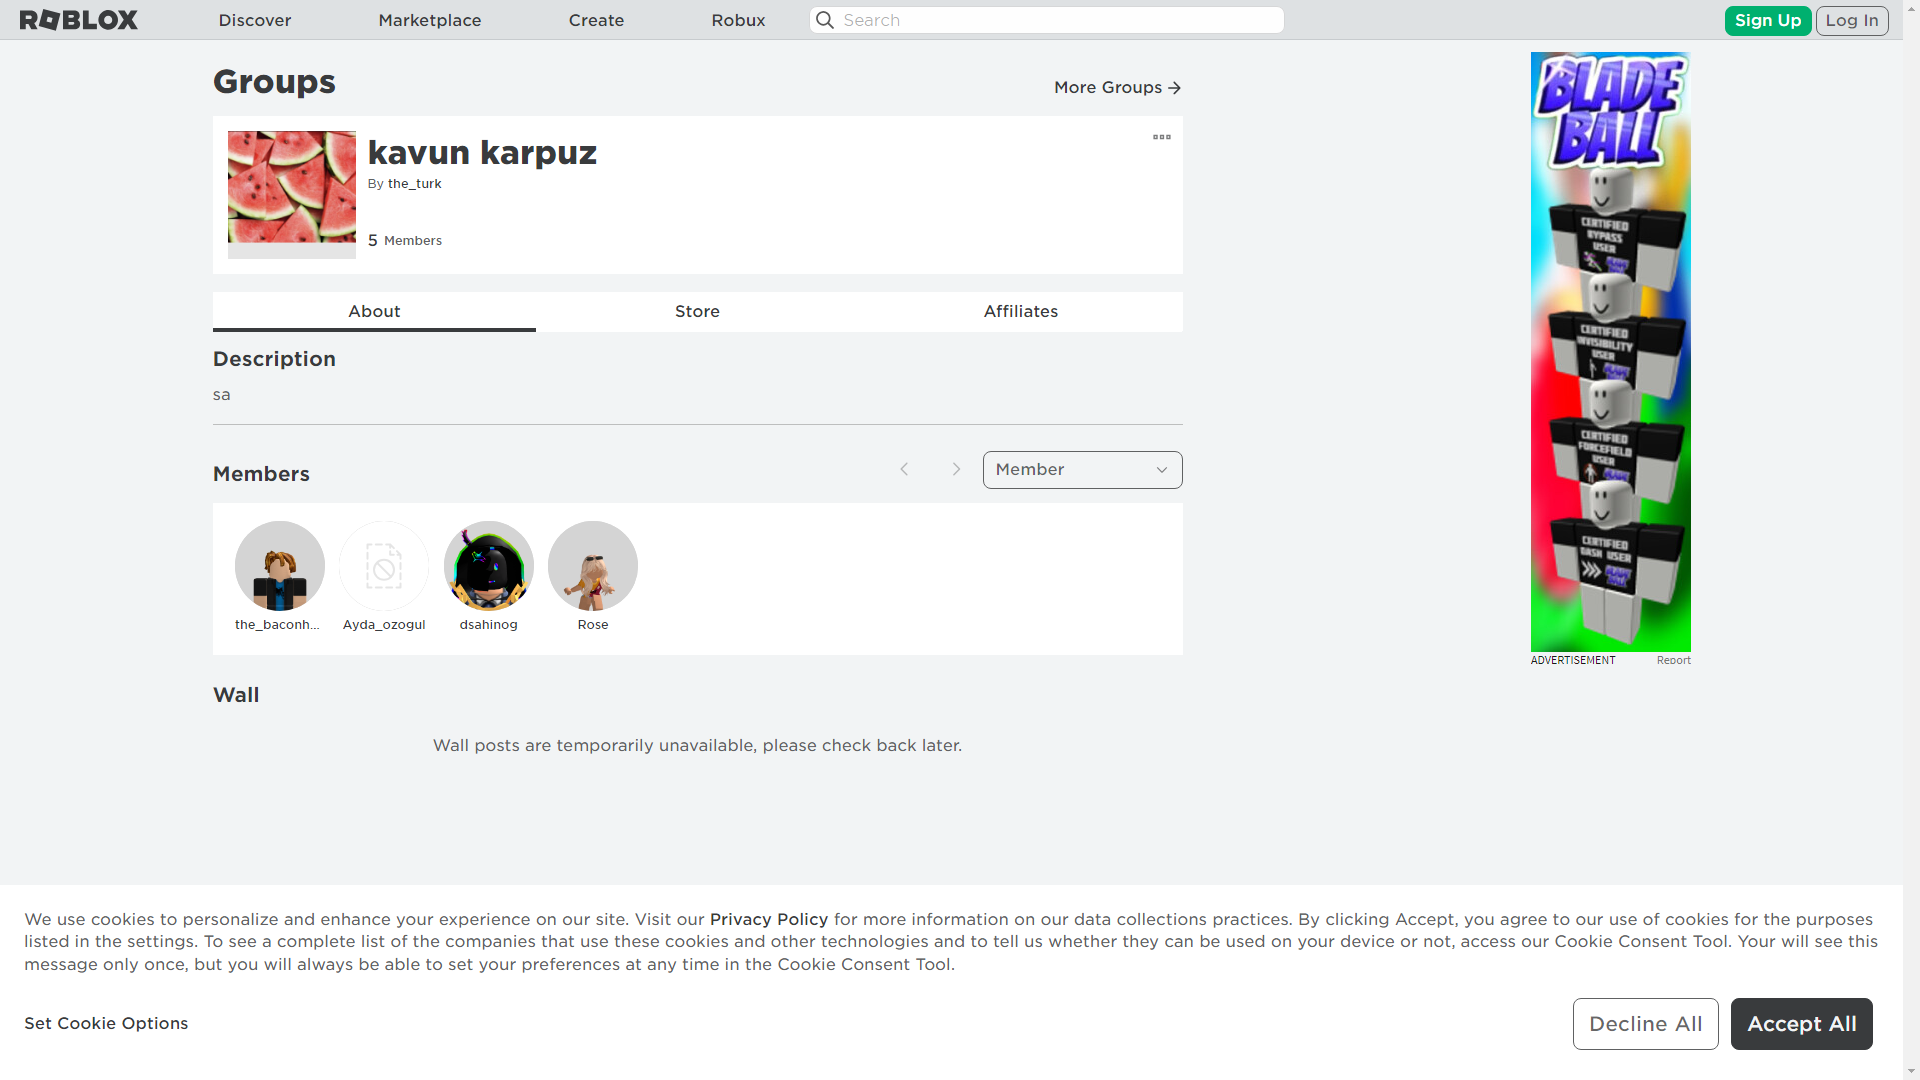 ROBLOX
Discover
Marketplace
Create
Robux
Search
Sign Up
Log In
Groups
More Groups
kavun karpuz
By the_turk
5 Members
About
Store
Affiliates
Description
sa
Members
Member
the_baconh...
Ayda_ozogul
dsahinog
Rose
Wall
Wall posts are temporarily unavailable, please check back later.
BLADE
BALL
CERTIFIED
BYPASS
USER
BLADE
BALL
CERTIFIED
INVISIBILITY
USER
BLADE
BALL
CERTIFIED
FORCEFIELD
USER
BLADE
BALL
CERTIFIED
DASH USER
BLADE
BALL
ADVERTISEMENT
Report
We use cookies to personalize and enhance your experience on our site. Visit our Privacy Policy for more information on our data collections practices. By clicking Accept, you agree to our use of cookies for the purposes
listed in the settings. To see a complete list of the companies that use these cookies and other technologies and to tell us whether they can be used on your device or not, access our Cookie Consent Tool. Your will see this
message only once, but you will always be able to set your preferences at any time in the Cookie Consent Tool.
Set Cookie Options
Decline All
Accept All